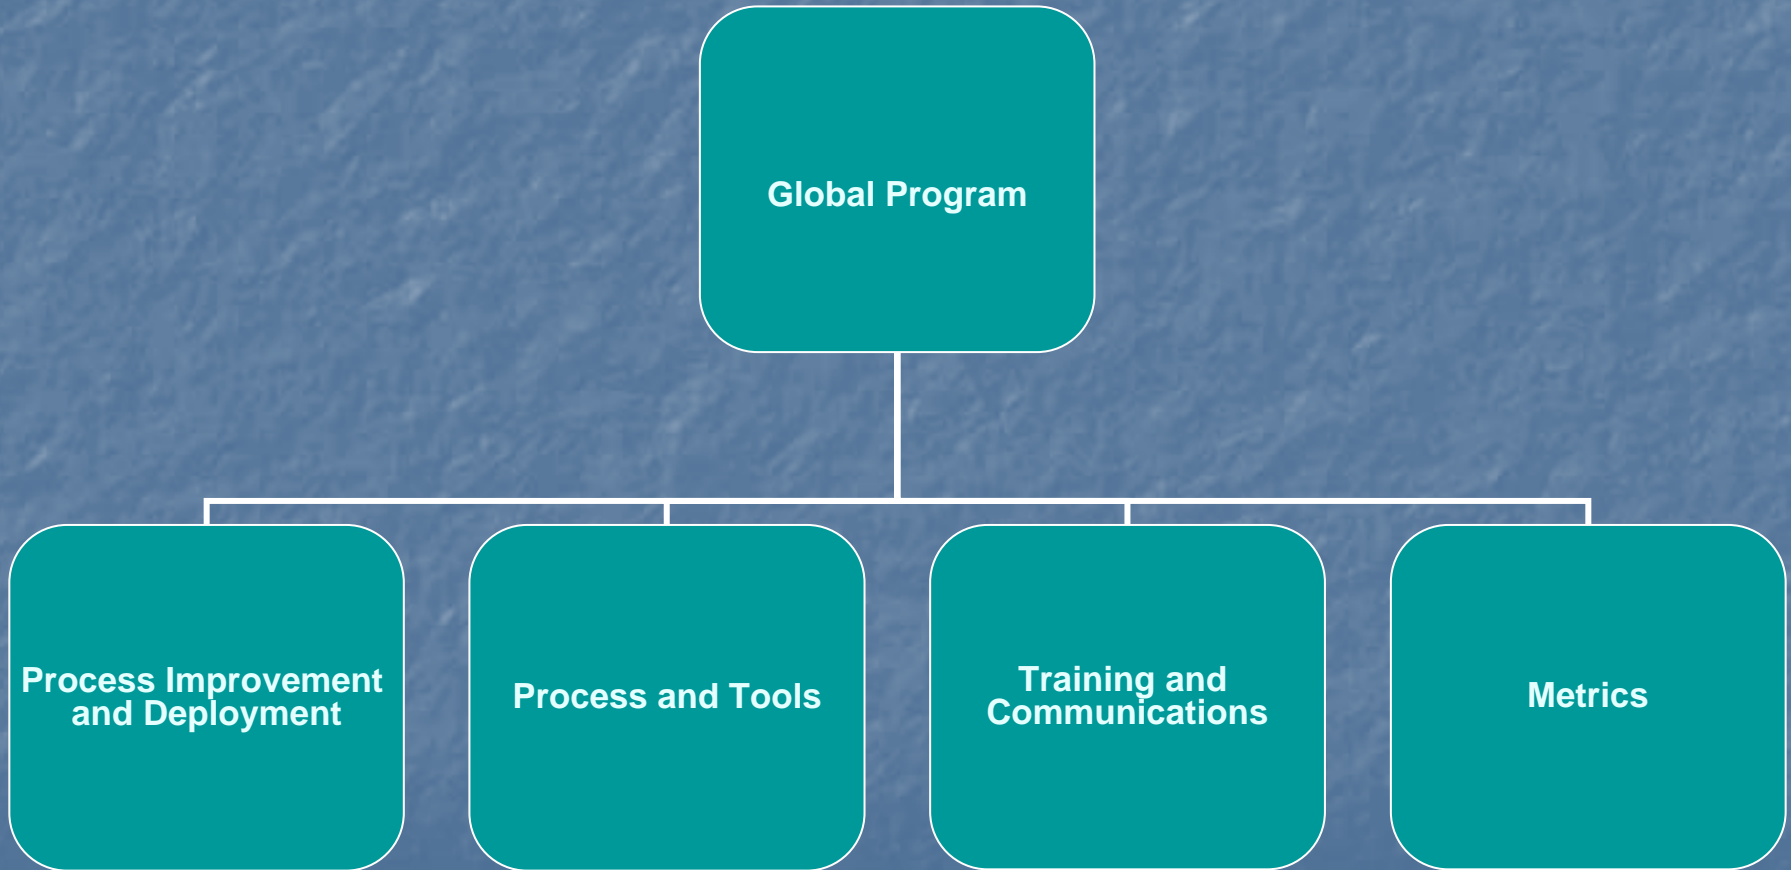 Global Program
Process Improvement
and Deployment
Process and Tools
Training and
Communications
Metrics